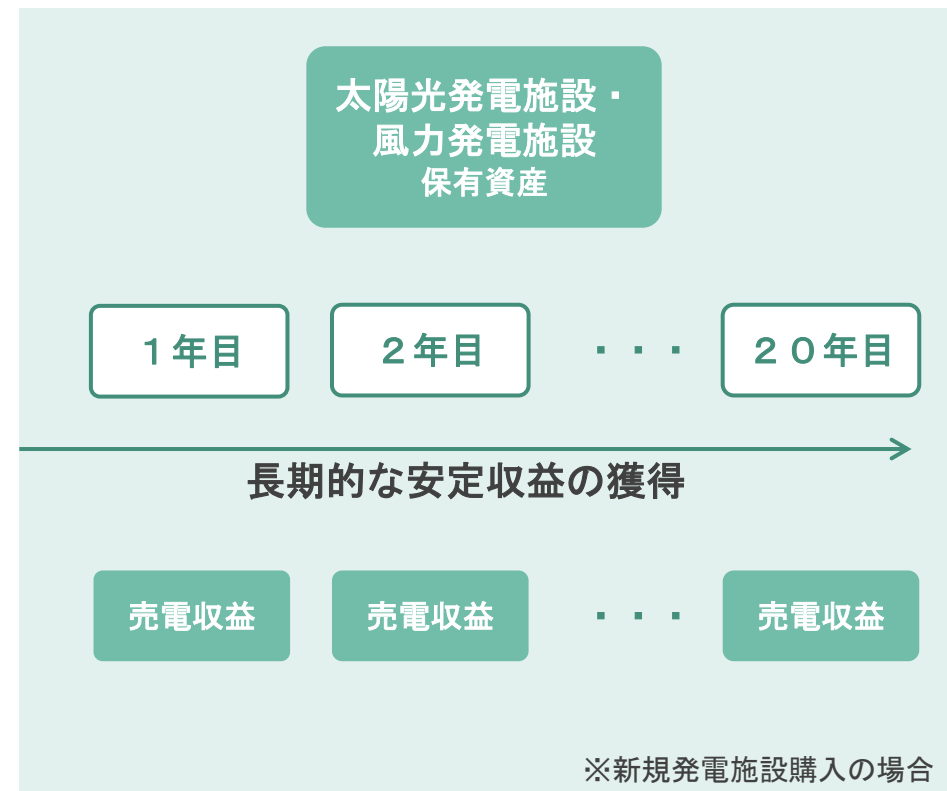 太陽光発電施設・
風力発電施設
保有資産
１年目
２年目
・・・
２０年目
長期的な安定収益の獲得
売電収益
売電収益
・・・
売電収益
※新規発電施設購入の場合